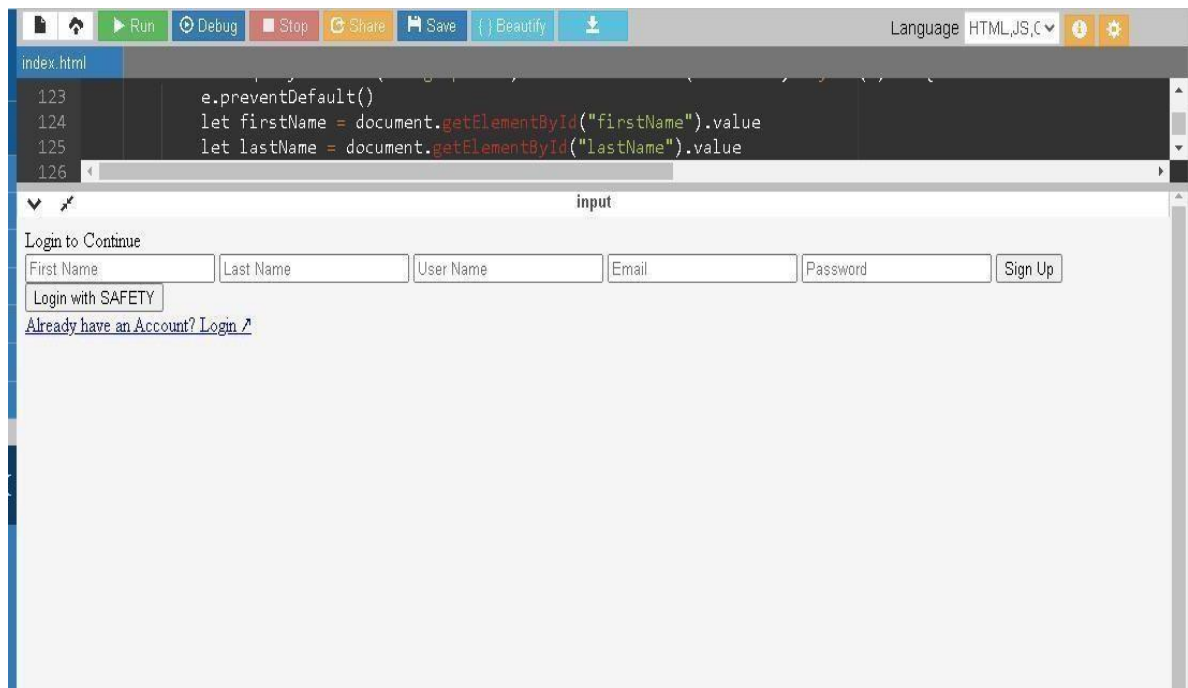 Run Debug Stop Share Save { } Beautify Language HTML,JS,C
index.html
123 e.preventDefault()
124 let firstName = document.getElementById("firstName").value
125 let lastName = document.getElementById("lastName").value
126
input
Login to Continue
First Name Last Name User Name Email Password Sign Up
Login with SAFETY
Already have an Account? Login ↗